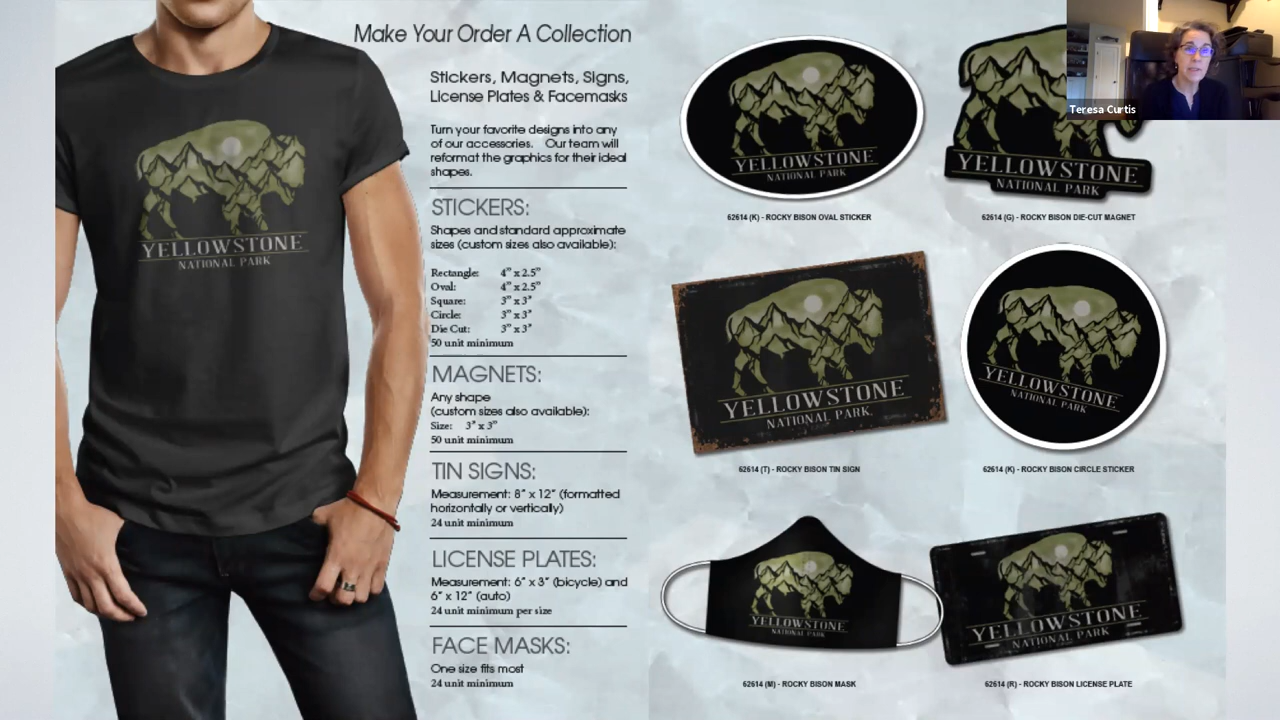 Make Your Order A Collection
Stickers, Magnets, Signs,
License Plates & Facemasks
Turn your favorite designs into any
of our accessories. Our team will
reformat the graphics for their ideal
shapes.
STICKERS:
Shapes and standard approximate
sizes (custom sizes also available):
Rectangle: 4" x 2.5"
Oval: 4" x 2.5"
Square: 3" x 3"
Circle: 3" x 3"
Die Cut: 3" x 3"
50 unit minimum
MAGNETS:
Any shape
(custom sizes also available):
Size: 3" x 3"
50 unit minimum
TIN SIGNS:
Measurement: 8" x 12" (formatted
horizontally or vertically)
24 unit minimum
LICENSE PLATES:
Measurement: 6" x 3" (bicycle) and
6" x 12" (auto)
24 unit minimum per size
FACE MASKS:
One size fits most
24 unit minimum
YELLOWSTONE
NATIONAL PARK
YELLOWSTONE
NATIONAL PARK
62614 (K) - ROCKY BISON OVAL STICKER
YELLOWSTONE
NATIONAL PARK
62614 (G) - ROCKY BISON DIE-CUT MAGNET
Teresa Curtis
YELLOWSTONE
NATIONAL PARK.
62614 (T) - ROCKY BISON TIN SIGN
YELLOWSTONE
NATIONAL PARK
62614 (K) - ROCKY BISON CIRCLE STICKER
YELLOWSTONE
NATIONAL PARK
62614 (M) - ROCKY BISON MASK
YELLOWSTONE
NATIONAL PARK
62614 (R) - ROCKY BISON LICENSE PLATE